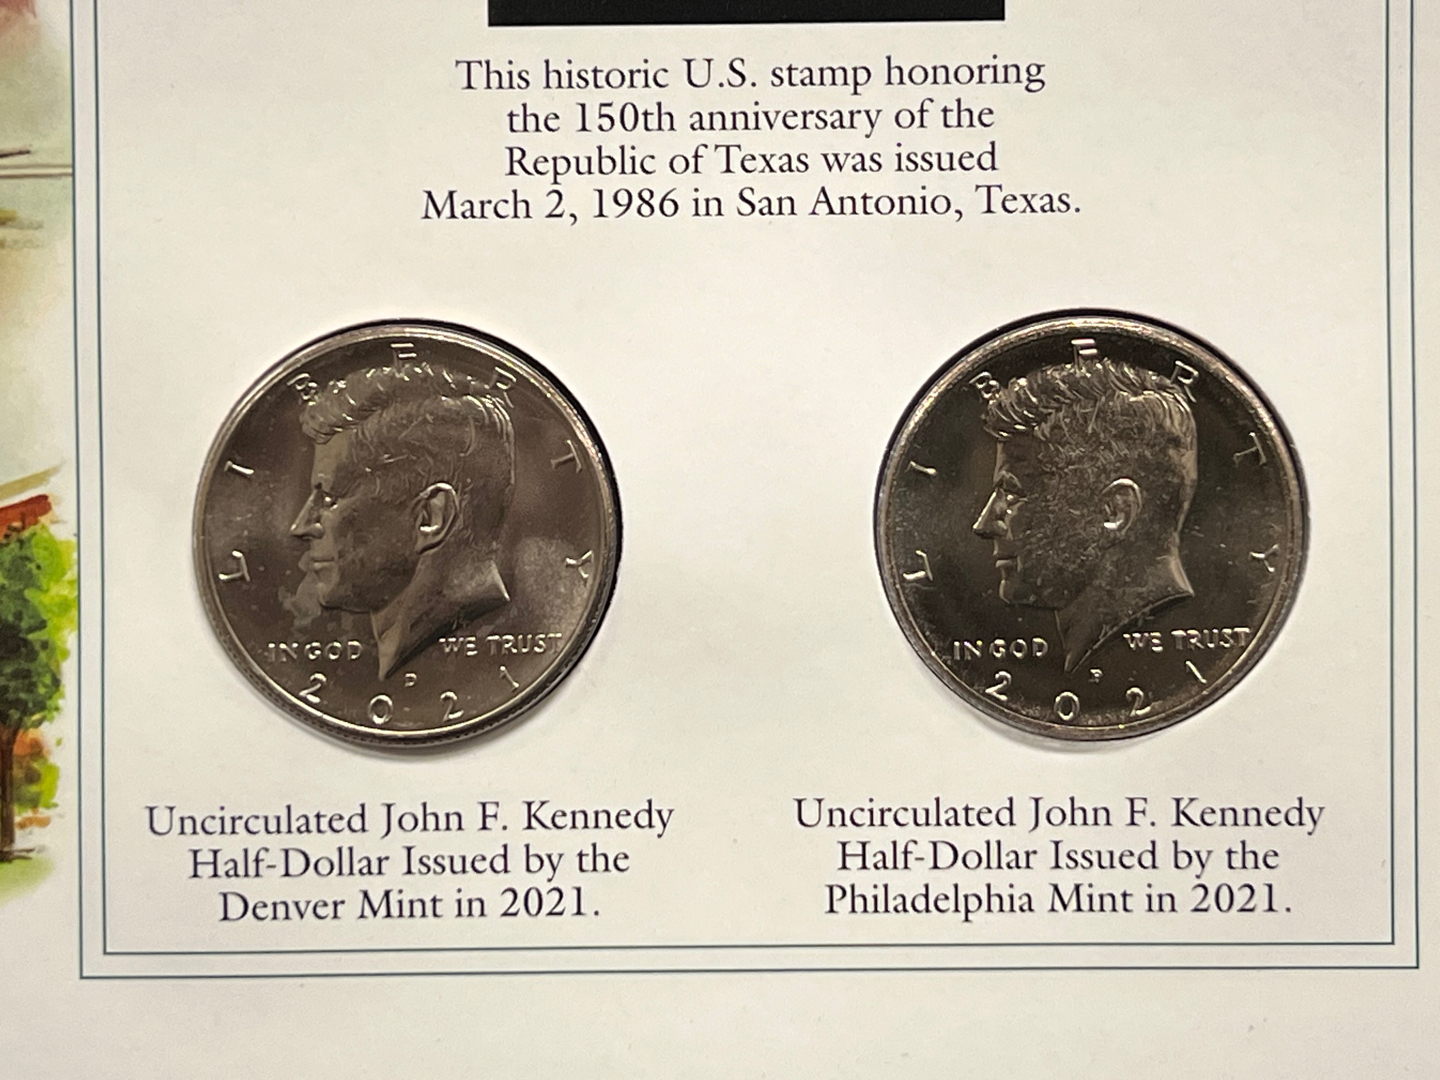 This historic U.S. stamp honoring
the 150th anniversary of the
Republic of Texas was issued
March 2, 1986 in San Antonio, Texas.
LIBERTY
IN GOD WE TRUST
D
2021
LIBERTY
IN GOD WE TRUST
P
2021
Uncirculated John F. Kennedy
Half-Dollar Issued by the
Denver Mint in 2021.
Uncirculated John F. Kennedy
Half-Dollar Issued by the
Philadelphia Mint in 2021.